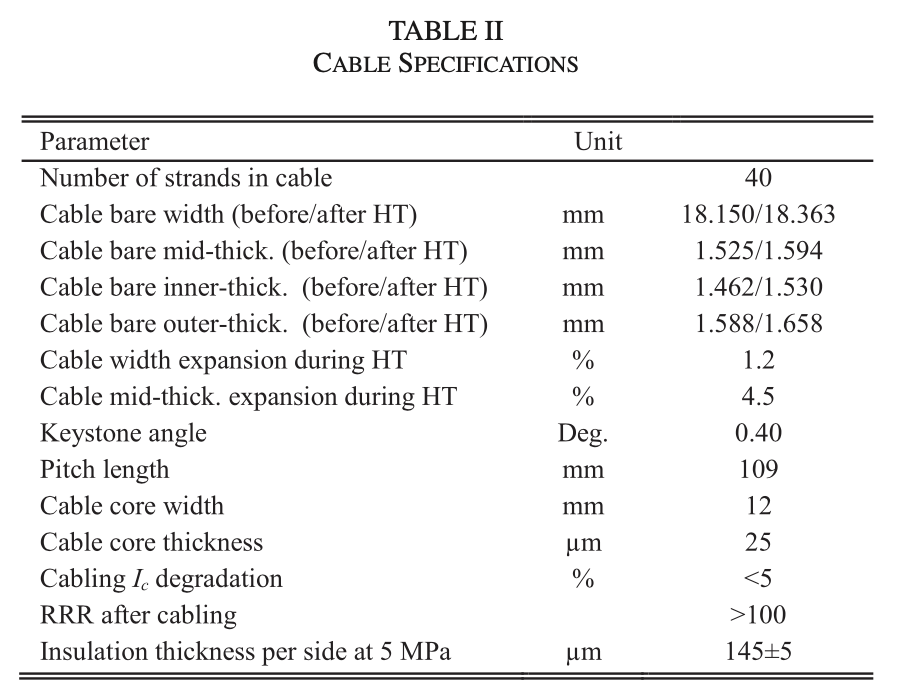 TABLE II
CABLE SPECIFICATIONS
Parameter Unit
Number of strands in cable 40
Cable bare width (before/after HT) mm 18.150/18.363
Cable bare mid-thick. (before/after HT) mm 1.525/1.594
Cable bare inner-thick. (before/after HT) mm 1.462/1.530
Cable bare outer-thick. (before/after HT) mm 1.588/1.658
Cable width expansion during HT % 1.2
Cable mid-thick. expansion during HT % 4.5
Keystone angle Deg. 0.40
Pitch length mm 109
Cable core width mm 12
Cable core thickness µm 25
Cabling Ic degradation % <5
RRR after cabling >100
Insulation thickness per side at 5 MPa µm 145±5